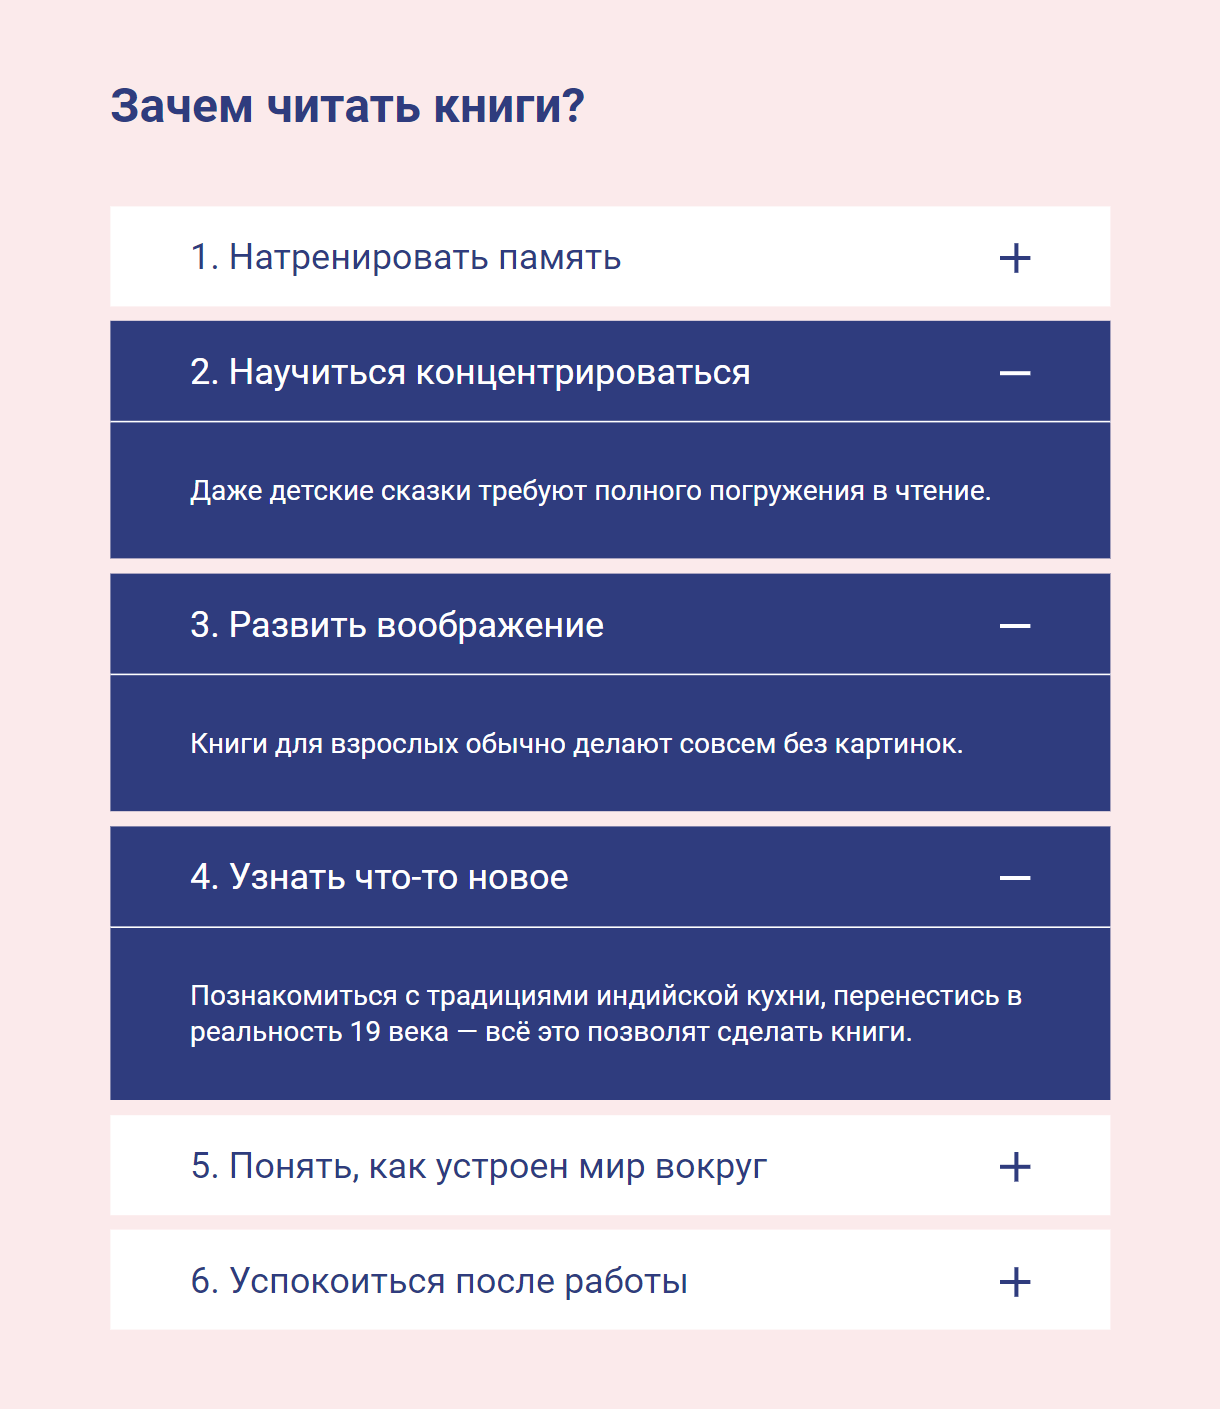 Зачем читать книги?
1. Натренировать память
2. Научиться концентрироваться
Даже детские сказки требуют полного погружения в чтение.
3. Развить воображение
Книги для взрослых обычно делают совсем без картинок.
4. Узнать что-то новое
Познакомиться с традициями индийской кухни, перенестись в
реальность 19 века — всё это позволят сделать книги.
5. Понять, как устроен мир вокруг
6. Успокоиться после работы